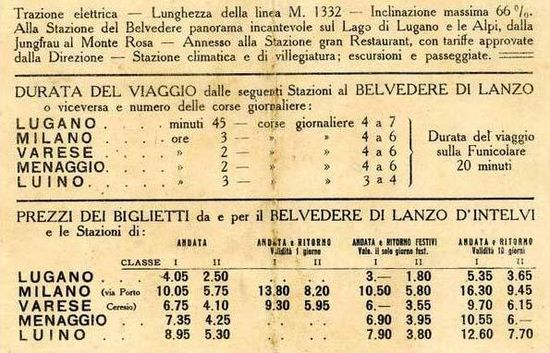 Trazione elettrica — Lunghezza della linea M. 1332 — Inclinazione massima 66 %.
Alla Stazione del Belvedere panorama incantevole sul Lago di Lugano e le Alpi, dalla
Jungfrau al Monte Rosa — Annesso alla Stazione gran Restaurant, con tariffe approvate
dalla Direzione — Stazione climatica e di villegiatura; escursioni e passeggiate. —
DURATA DEL VIAGGIO dalle seguenti Stazioni al BELVEDERE DI LANZO
o viceversa e numero delle corse giornaliere:
LUGANO . . . . minuti 45 — corse giornaliere 4 a 7
MILANO . . . . ore 3 — » » 4 a 6
VARESE . . . . » 2 — » » 4 a 6
MENAGGIO. . . » 2 — » » 4 a 6
LUINO . . . . » 3 — » » 3 a 4
Durata del viaggio
sulla Funicolare
20 minuti
PREZZI DEI BIGLIETTI da e per il BELVEDERE DI LANZO D'INTELVI
e le Stazioni di:
ANDATA ANDATA e RITORNO ANDATA e RITORNO FESTIVI ANDATA e RITORNO
Validità 1 giorno Vale. il solo giorno fest. Validità 10 giorni
CLASSE I II I II I II I II
LUGANO . . . . 4.05 2.50 . . . . 3.— 1.80 5.35 3.65
MILANO (via Porto 10.05 5.75 13.80 8.20 10.50 5.80 16.30 9.45
VARESE Ceresio) . 6.75 4.10 9.30 5.95 6.— 3.55 9.70 6.15
MENAGGIO . . . 7.35 4.25 . . . . 6.90 3.95 10.55 6.—
LUINO . . . . 8.95 5.30 . . . . 7.90 3.80 12.60 7.70